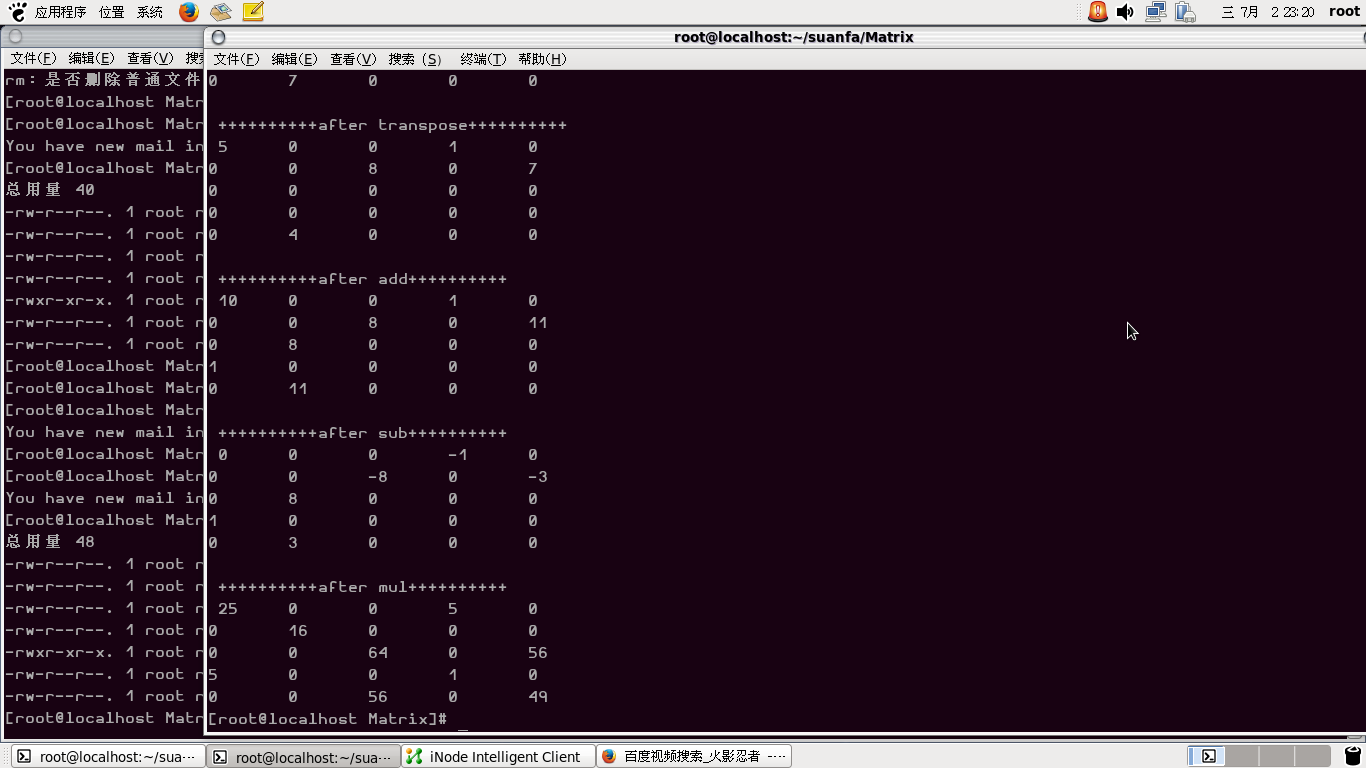 应用程序 位置 系统 三 7月 2 23:20 root
root@localhost:~/suanfa/Matrix
文件(F) 编辑(E) 查看(V) 搜
文件(F) 编辑(E) 查看(V) 搜索 (S) 终端(T) 帮助(H)
rm: 是否删除普通文件
[root@localhost Matr
[root@localhost Matr
You have new mail in
[root@localhost Matr
总用量 40
-rw-r--r--. 1 root r
-rw-r--r--. 1 root r
-rw-r--r--. 1 root r
-rw-r--r--. 1 root r
-rwxr-xr-x. 1 root r
-rw-r--r--. 1 root r
-rw-r--r--. 1 root r
[root@localhost Matr
[root@localhost Matr
[root@localhost Matr
You have new mail in
[root@localhost Matr
[root@localhost Matr
You have new mail in
[root@localhost Matr
总用量 48
-rw-r--r--. 1 root r
-rw-r--r--. 1 root r
-rw-r--r--. 1 root r
-rw-r--r--. 1 root r
-rwxr-xr-x. 1 root r
-rw-r--r--. 1 root r
-rw-r--r--. 1 root r
[root@localhost Matr
0 7 0 0 0
++++++++++after transpose++++++++++
5 0 0 1 0
0 0 8 0 7
0 0 0 0 0
0 0 0 0 0
0 4 0 0 0
++++++++++after add++++++++++
10 0 0 1 0
0 0 8 0 11
0 8 0 0 0
1 0 0 0 0
0 11 0 0 0
++++++++++after sub++++++++++
0 0 0 -1 0
0 0 -8 0 -3
0 8 0 0 0
1 0 0 0 0
0 3 0 0 0
++++++++++after mul++++++++++
25 0 0 5 0
0 16 0 0 0
0 0 64 0 56
5 0 0 1 0
0 0 56 0 49
[root@localhost Matrix]#
root@localhost:~/sua···
root@localhost:~/sua···
iNode Intelligent Client
百度视频搜索_火影忍者 ----